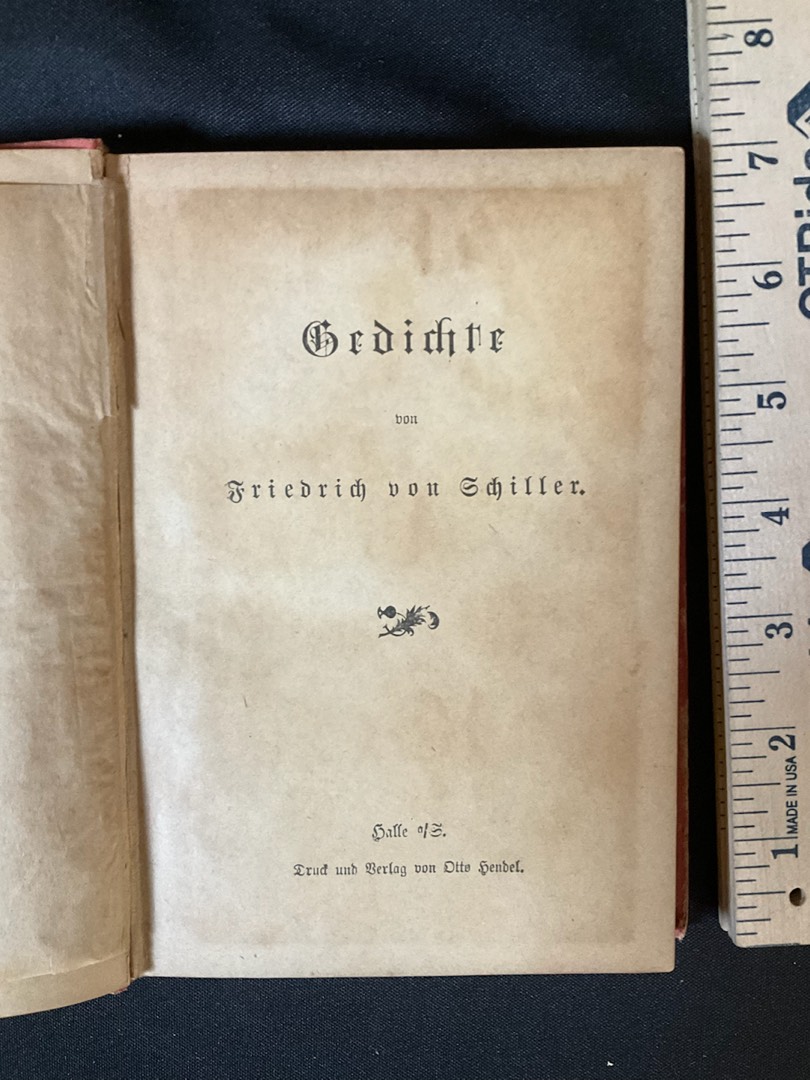 Gedichte
von
Friedrich von Schiller.
Halle a/S.
Druck und Verlag von Otto Hendel.
8
7
6
5
4
3
2
1
MADE IN USA